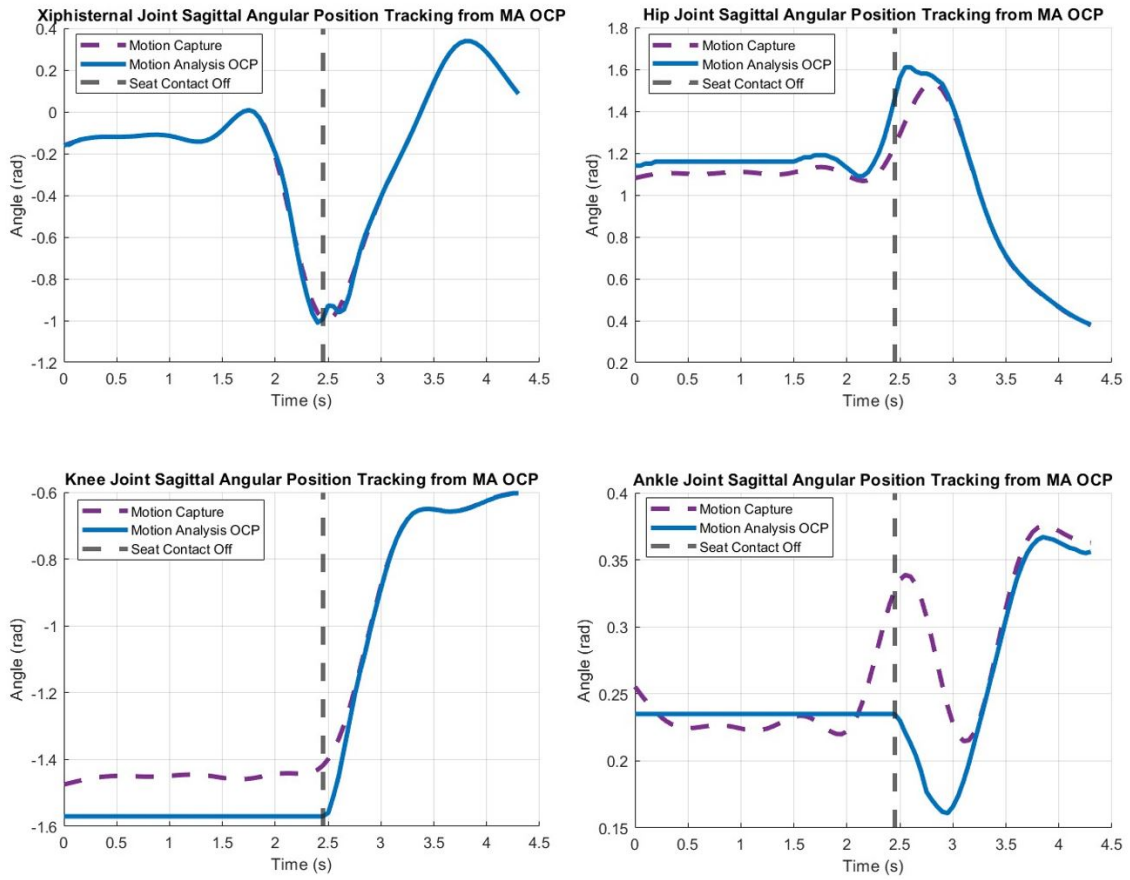 Xiphisternal Joint Sagittal Angular Position Tracking from MA OCP
0.4
0.2
0
-0.2
-0.4
-0.6
-0.8
-1
-1.2
Angle (rad)
Motion Capture
Motion Analysis OCP
Seat Contact Off
0 0.5 1 1.5 2 2.5 3 3.5 4 4.5
Time (s)
Hip Joint Sagittal Angular Position Tracking from MA OCP
1.8
1.6
1.4
1.2
1
0.8
0.6
0.4
0.2
Angle (rad)
Motion Capture
Motion Analysis OCP
Seat Contact Off
0 0.5 1 1.5 2 2.5 3 3.5 4 4.5
Time (s)
Knee Joint Sagittal Angular Position Tracking from MA OCP
-0.6
-0.8
-1
-1.2
-1.4
-1.6
Angle (rad)
Motion Capture
Motion Analysis OCP
Seat Contact Off
0 0.5 1 1.5 2 2.5 3 3.5 4 4.5
Time (s)
Ankle Joint Sagittal Angular Position Tracking from MA OCP
0.4
0.35
0.3
0.25
0.2
0.15
Angle (rad)
Motion Capture
Motion Analysis OCP
Seat Contact Off
0 0.5 1 1.5 2 2.5 3 3.5 4 4.5
Time (s)